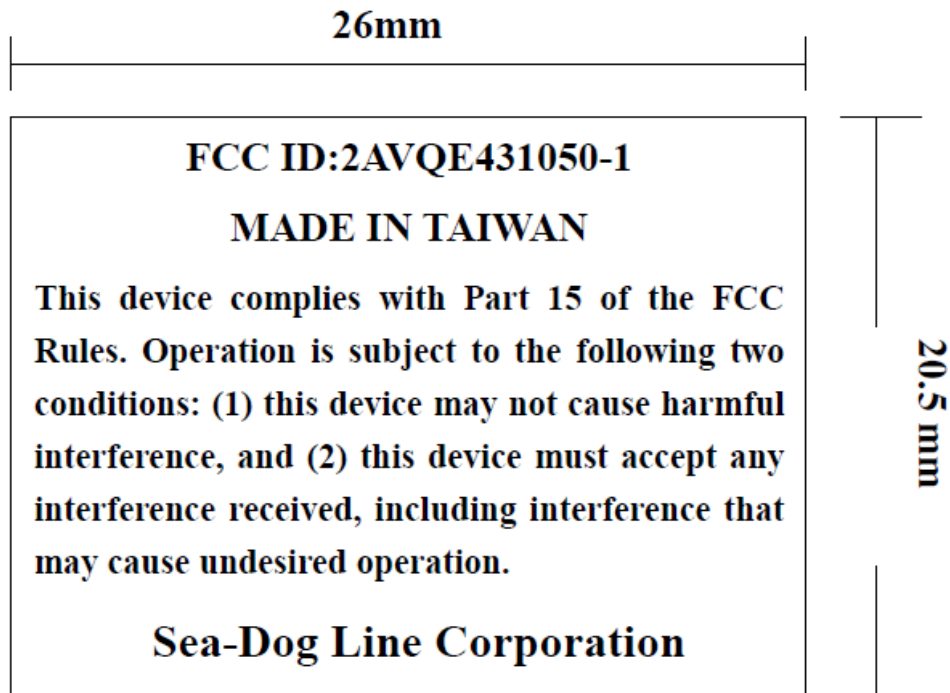 26mm
FCC ID:2AVQE431050-1
MADE IN TAIWAN
This device complies with Part 15 of the FCC
Rules. Operation is subject to the following two
conditions: (1) this device may not cause harmful
interference, and (2) this device must accept any
interference received, including interference that
may cause undesired operation.
Sea-Dog Line Corporation
20.5 mm